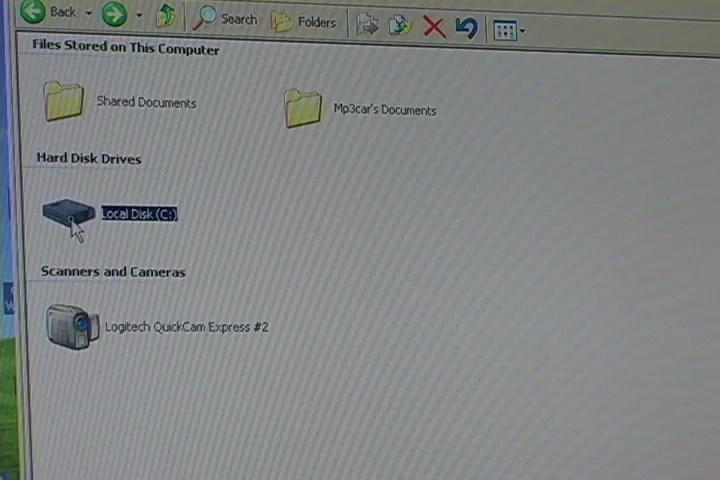 Back Search Folders
Files Stored on This Computer
Shared Documents Mp3car's Documents
Hard Disk Drives
Local Disk (C:)
Scanners and Cameras
Logitech QuickCam Express #2